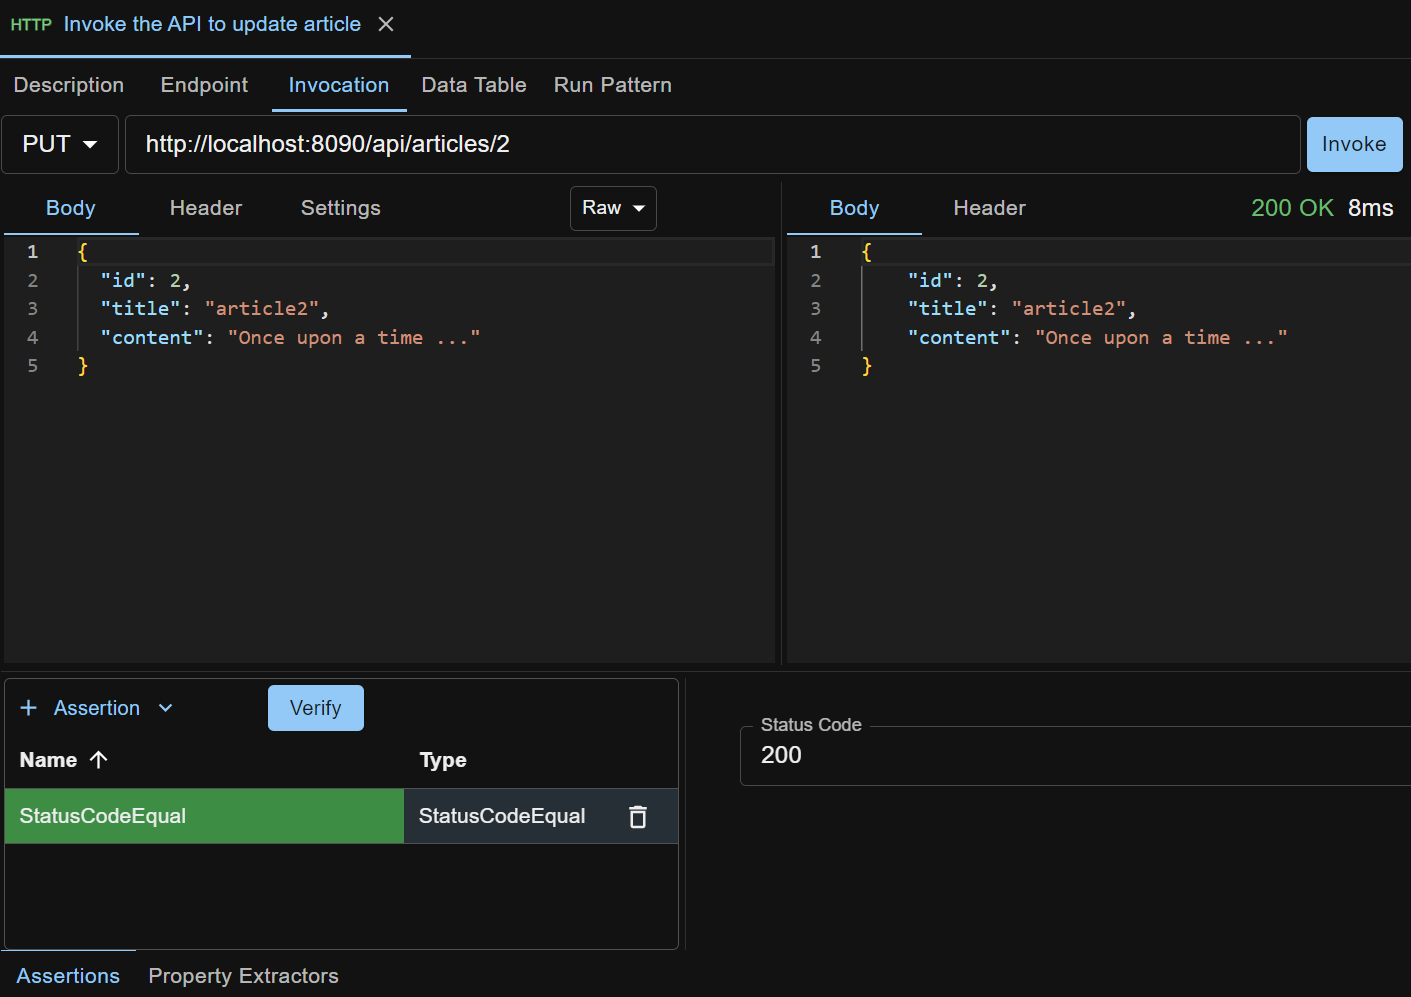 HTTP Invoke the API to update article
Description Endpoint Invocation Data Table Run Pattern
PUT http://localhost:8090/api/articles/2 Invoke
Body Header Settings Raw
1 {
2 "id": 2,
3 "title": "article2",
4 "content": "Once upon a time ..."
5 }
Body Header 200 OK 8ms
1 {
2 "id": 2,
3 "title": "article2",
4 "content": "Once upon a time ..."
5 }
+ Assertion Verify
Name Type
StatusCodeEqual StatusCodeEqual
Status Code
200
Assertions Property Extractors